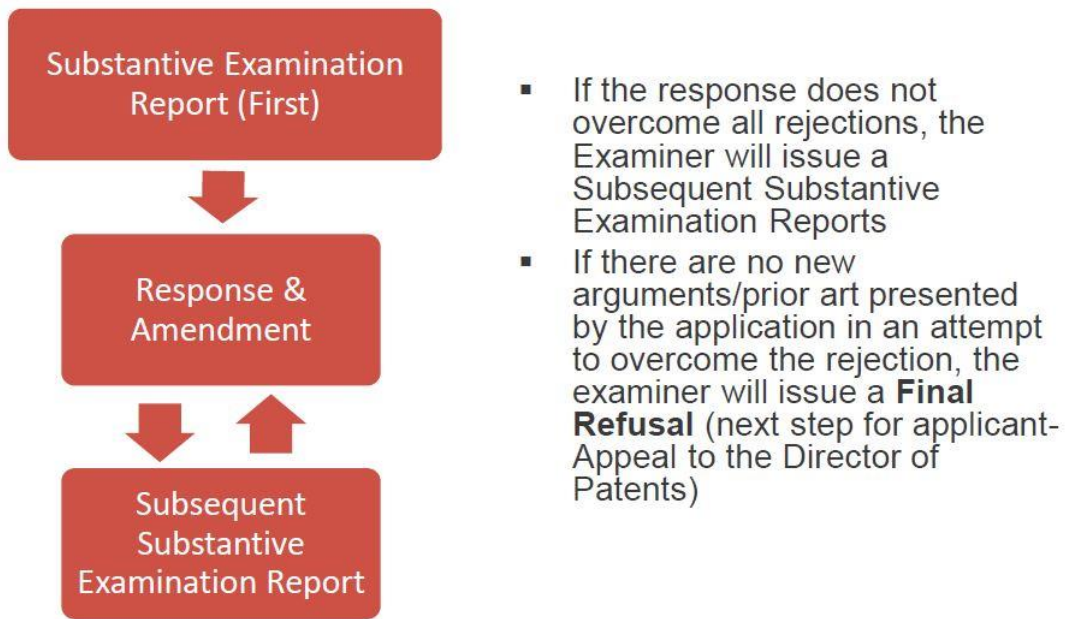 Substantive Examination
Report (First)
Response &
Amendment
Subsequent
Substantive
Examination Report
▪ If the response does not
overcome all rejections, the
Examiner will issue a
Subsequent Substantive
Examination Reports
▪ If there are no new
arguments/prior art presented
by the application in an attempt
to overcome the rejection, the
examiner will issue a Final
Refusal (next step for applicant-
Appeal to the Director of
Patents)